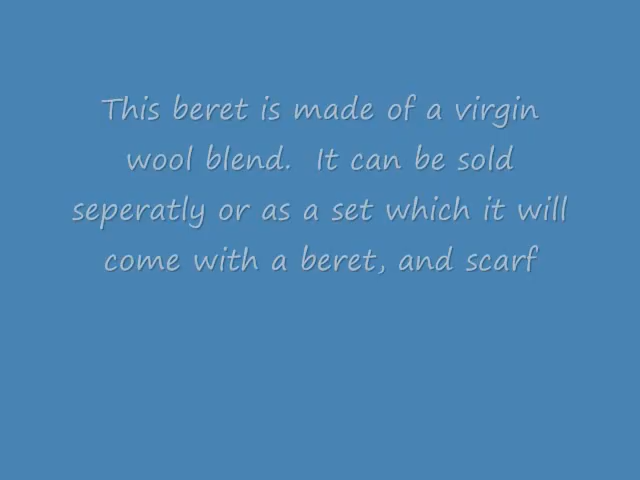 This beret is made of a virgin
wool blend.  It can be sold
seperatly or as a set which it will
come with a beret, and scarf